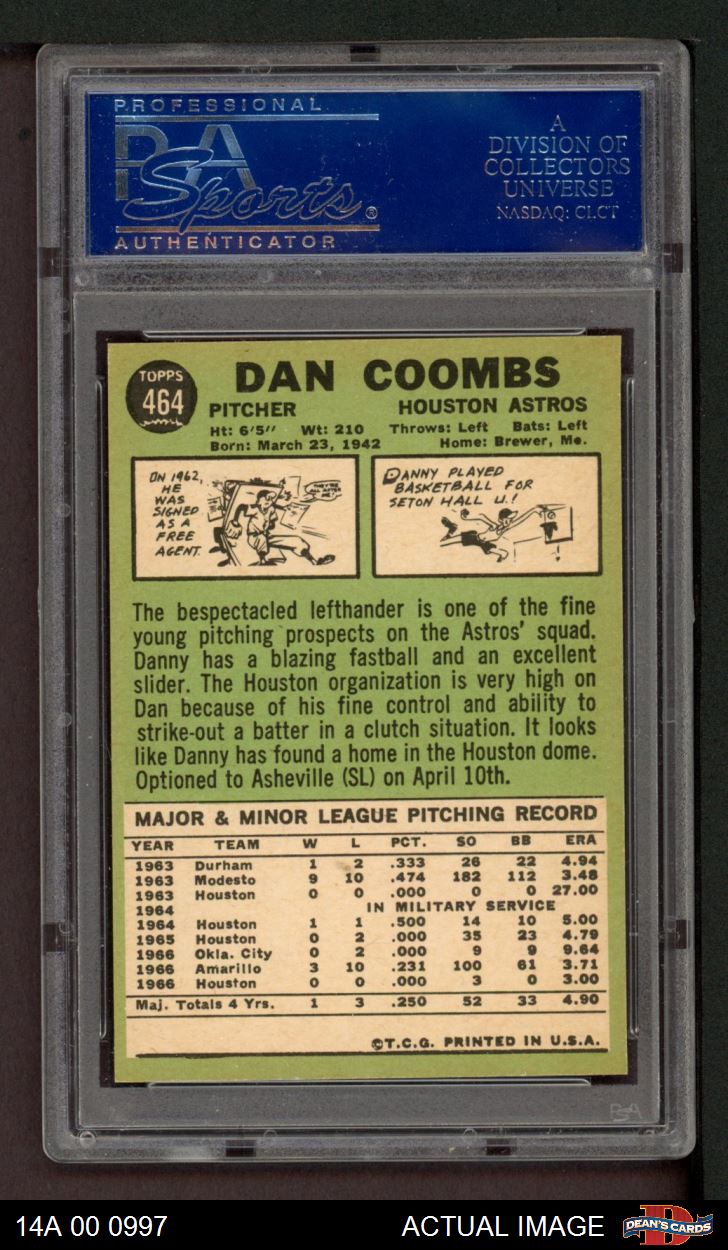 PROFESSIONAL
PSA
Sports®
AUTHENTICATOR
A
DIVISION OF
COLLECTORS
UNIVERSE
NASDAQ: CLCT
TOPPS
464
DAN COOMBS
PITCHER HOUSTON ASTROS
Ht: 6'5" Wt: 210 Throws: Left Bats: Left
Born: March 23, 1942 Home: Brewer, Me.
IN 1962,
HE
WAS
SIGNED
AS A
FREE
AGENT.
THEY'RE
ALL AFTER
ME!
DANNY PLAYED
BASKETBALL FOR
SETON HALL U.!
The bespectacled lefthander is one of the fine
young pitching prospects on the Astros' squad.
Danny has a blazing fastball and an excellent
slider. The Houston organization is very high on
Dan because of his fine control and ability to
strike-out a batter in a clutch situation. It looks
like Danny has found a home in the Houston dome.
Optioned to Asheville (SL) on April 10th.
MAJOR & MINOR LEAGUE PITCHING RECORD
YEAR TEAM W L PCT. SO BB ERA
1963 Durham 1 2 .333 26 22 4.94
1963 Modesto 9 10 .474 182 112 3.48
1963 Houston 0 0 .000 0 0 27.00
1964 IN MILITARY SERVICE
1964 Houston 1 1 .500 14 10 5.00
1965 Houston 0 2 .000 35 23 4.79
1966 Okla. City 0 2 .000 9 9 9.64
1966 Amarillo 3 10 .231 100 61 3.71
1966 Houston 0 0 .000 3 0 3.00
Maj. Totals 4 Yrs. 1 3 .250 52 33 4.90
©T.C.G. PRINTED IN U.S.A.
PSA
14A 00 0997 ACTUAL IMAGE DEAN'S CARDS